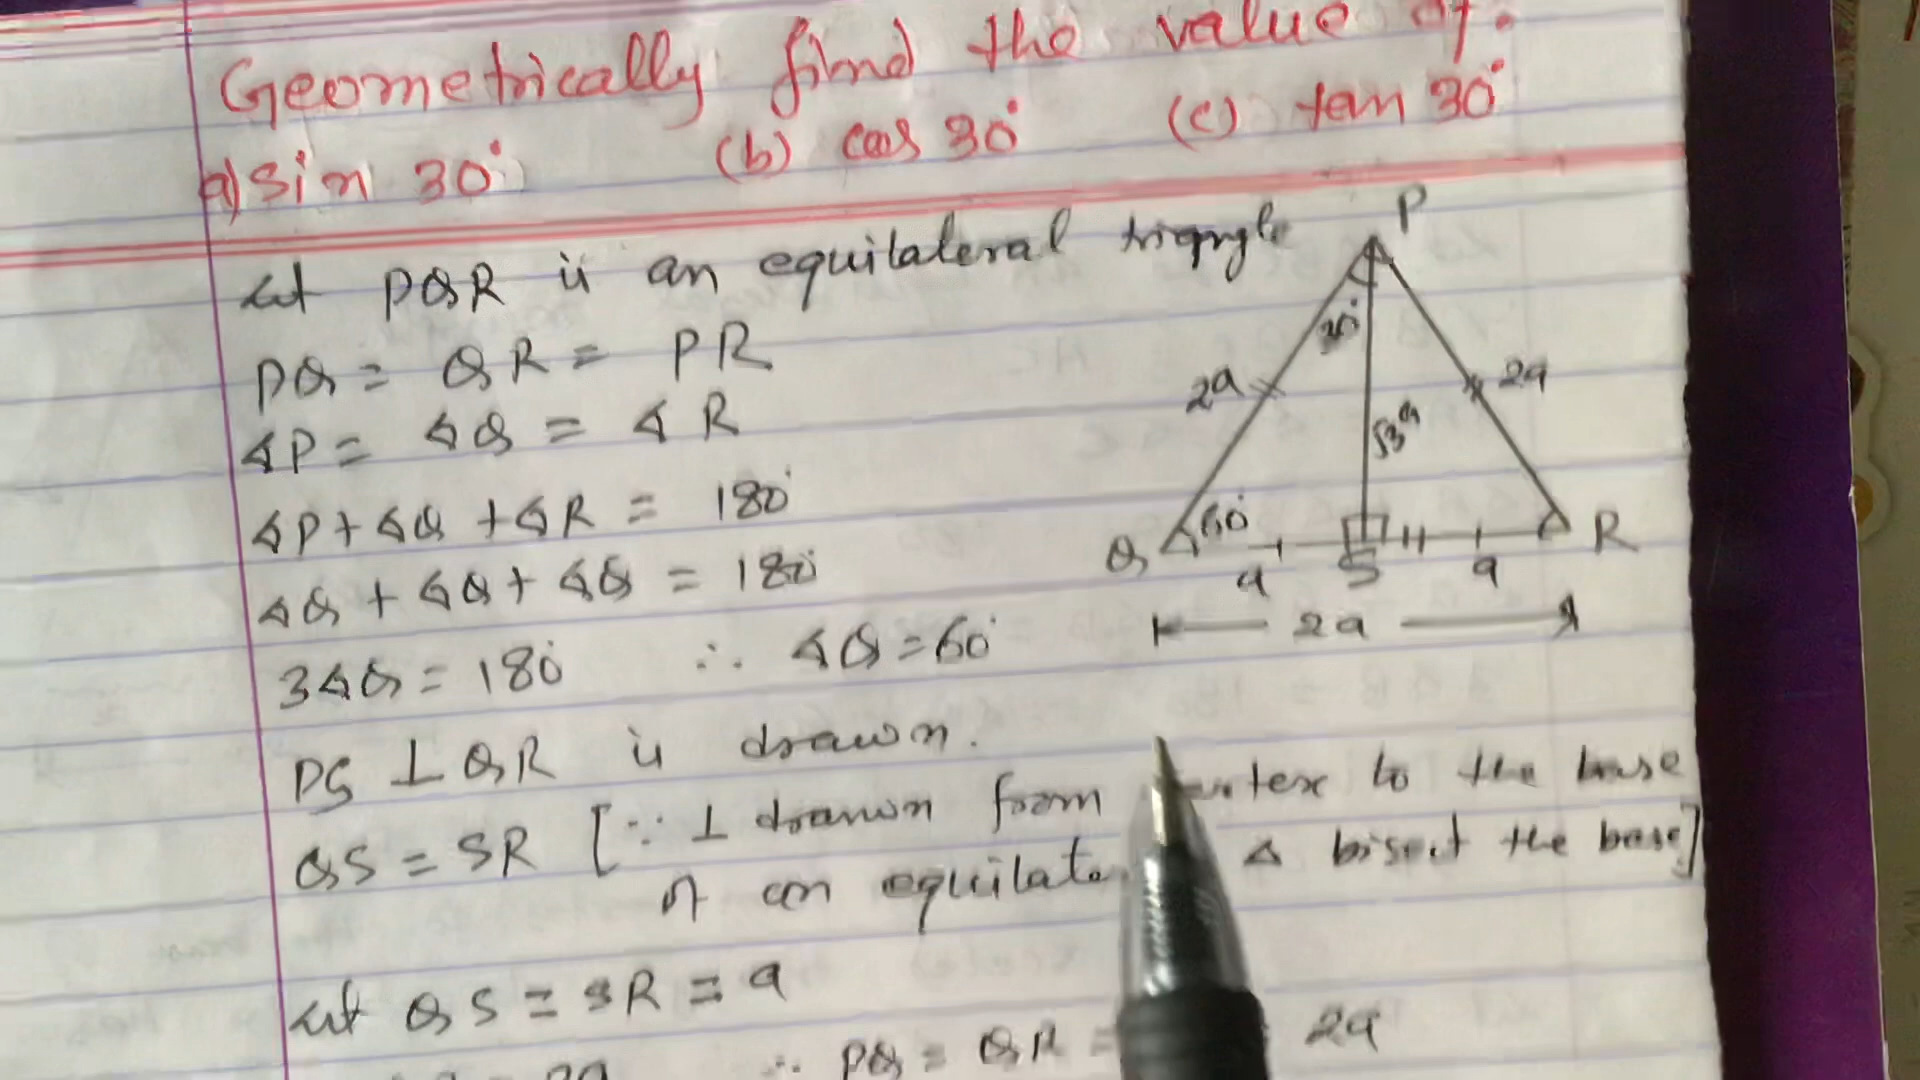 Geometrically find the value of.
a) sin 30° (b) cos 30° (c) tan 30°
Let PQR is an equilateral triangle
PQ = QR = PR
∠P = ∠Q = ∠R
∠P + ∠Q + ∠R = 180°
∠Q + ∠Q + ∠Q = 180°
3∠Q = 180° ∴ ∠Q = 60°
PS ⊥ QR is drawn.
QS = SR [∵ ⊥ drawn from to the base
of an Δ bisect the base]
Let QS = SR = a
∴ PQ = QR = 2a
P
30°
2a
2a
√3a
Q
60°
S
R
a
a
2a